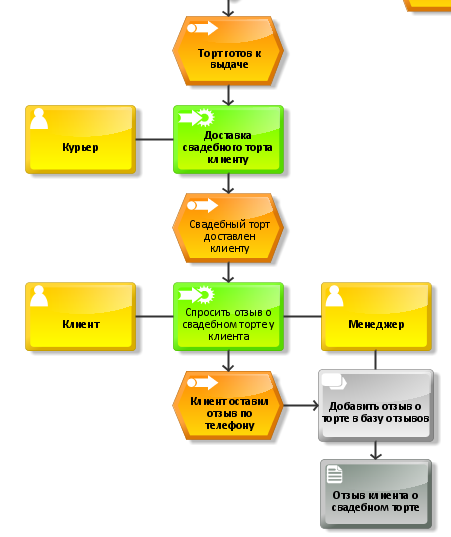 Торт готов к
выдаче
Курьер
Доставка
свадебного торта
клиенту
Свадебный торт
доставлен
клиенту
Клиент
Спросить отзыв о
свадебном торте у
клиента
Менеджер
Клиент оставил
отзыв по
телефону
Добавить отзыв о
торте в базу отзывов
Отзыв клиента о
свадебном торте